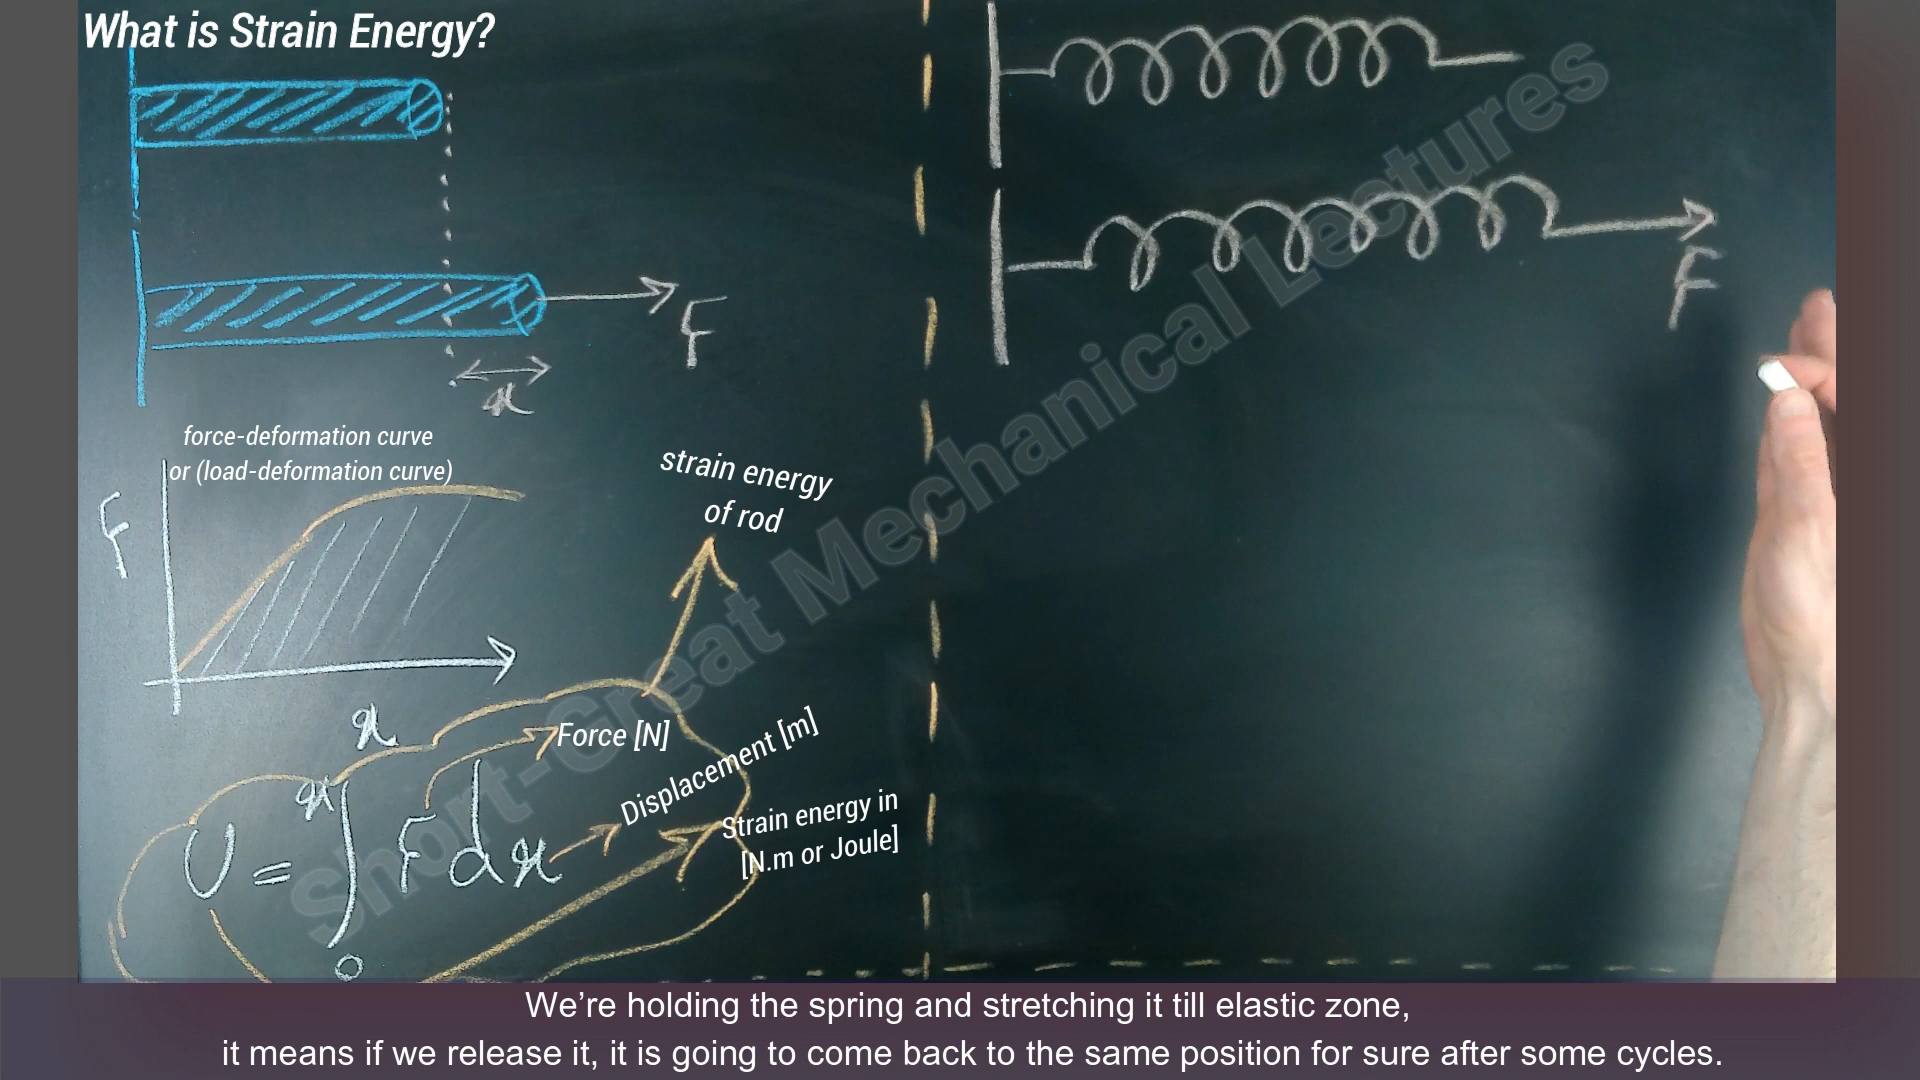 What is Strain Energy?
F
x
F
force-deformation curve
or (load-deformation curve)
F
x
strain energy
of rod
Force [N]
Displacement [m]
Strain energy in
[N.m or Joule]
x
U = ∫ F dx
0
Short-Great Mechanical Lectures
We’re holding the spring and stretching it till elastic zone,
it means if we release it, it is going to come back to the same position for sure after some cycles.